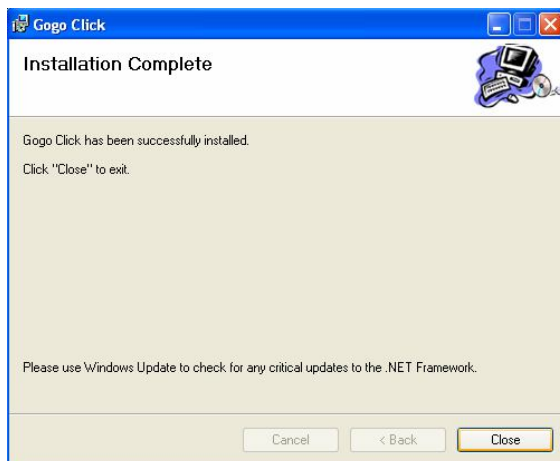 Gogo Click
Installation Complete
Gogo Click has been successfully installed.
Click "Close" to exit.
Please use Windows Update to check for any critical updates to the .NET Framework.
Cancel
< Back
Close